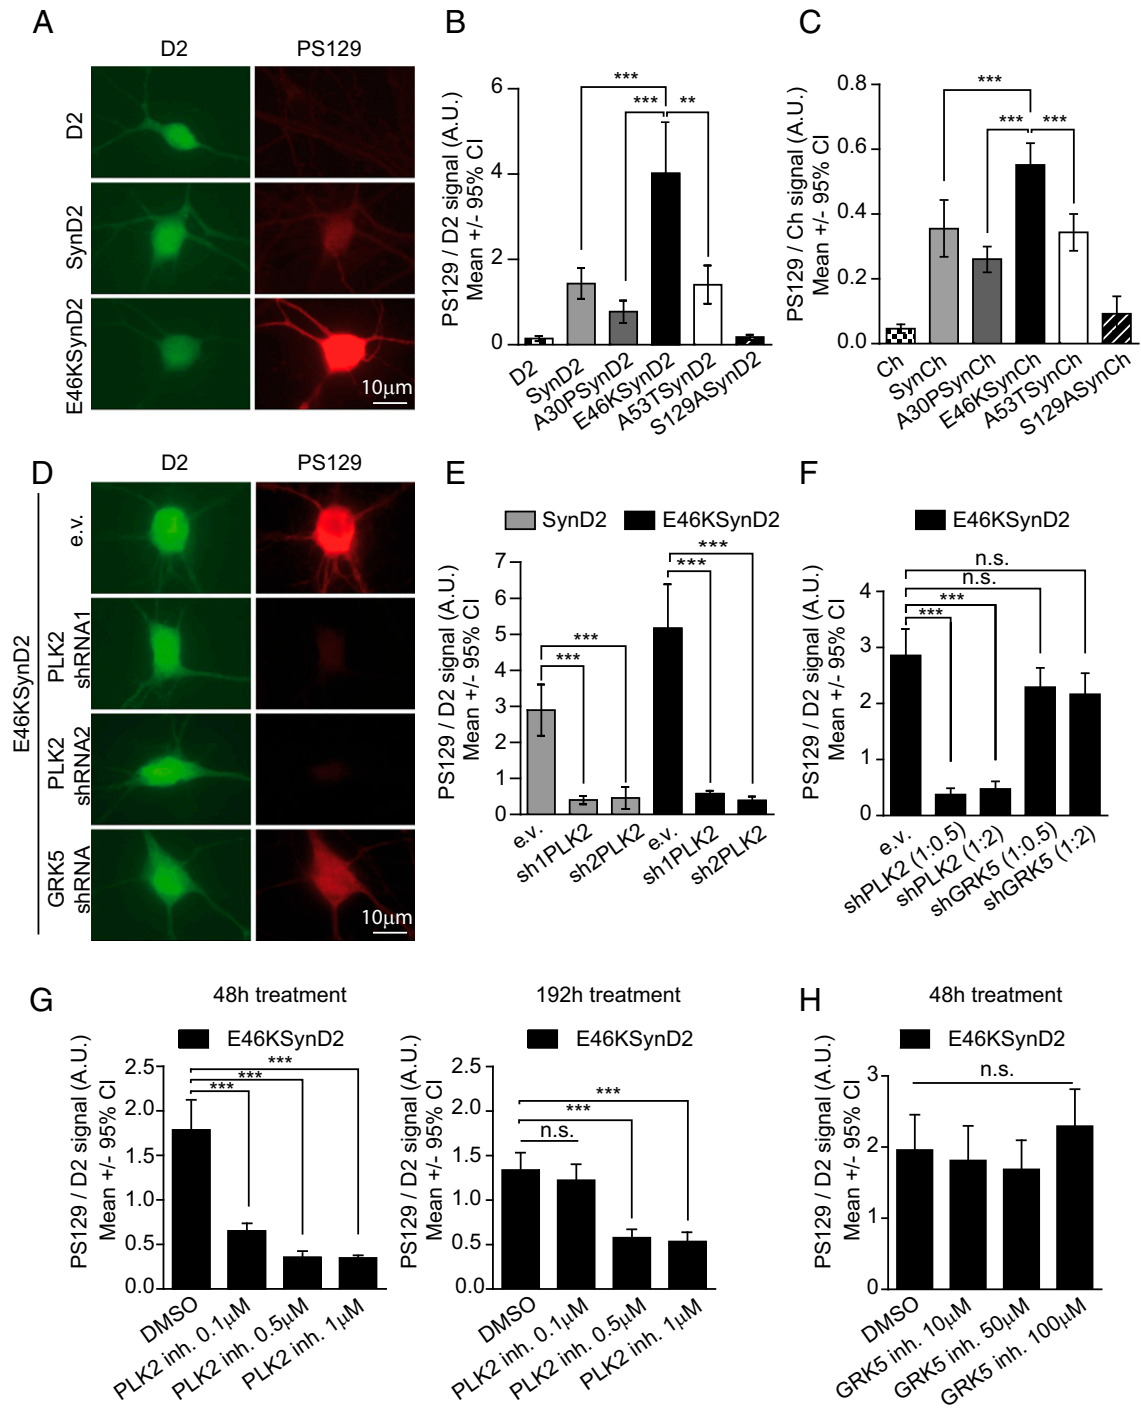 A
D2
PS129
D2
SynD2
E46KSynD2
10μm
B
PS129 / D2 signal (A.U.)
Mean +/- 95% CI
6
4
2
0
***
***
**
D2
SynD2
A30PSynD2
E46KSynD2
A53TSynD2
S129ASynD2
C
PS129 / Ch signal (A.U.)
Mean +/- 95% CI
0.8
0.6
0.4
0.2
0.0
***
***
***
Ch
SynCh
A30PSynCh
E46KSynCh
A53TSynCh
S129ASynCh
D
D2
PS129
E46KSynD2
e.v.
PLK2
shRNA1
PLK2
shRNA2
GRK5
shRNA
10μm
E
SynD2
E46KSynD2
PS129 / D2 signal (A.U.)
Mean +/- 95% CI
7
6
5
4
3
2
1
0
***
***
***
***
e.v.
sh1PLK2
sh2PLK2
e.v.
sh1PLK2
sh2PLK2
F
E46KSynD2
PS129 / D2 signal (A.U.)
Mean +/- 95% CI
4
3
2
1
0
n.s.
n.s.
***
***
e.v.
shPLK2 (1:0.5)
shPLK2 (1:2)
shGRK5 (1:0.5)
shGRK5 (1:2)
G
48h treatment
E46KSynD2
PS129 / D2 signal (A.U.)
Mean +/- 95% CI
2.5
2.0
1.5
1.0
0.5
0.0
***
***
***
DMSO
PLK2 inh. 0.1μM
PLK2 inh. 0.5μM
PLK2 inh. 1μM
192h treatment
E46KSynD2
PS129 / D2 signal (A.U.)
Mean +/- 95% CI
2.5
2.0
1.5
1.0
0.5
0.0
***
***
n.s.
DMSO
PLK2 inh. 0.1μM
PLK2 inh. 0.5μM
PLK2 inh. 1μM
H
48h treatment
E46KSynD2
PS129 / D2 signal (A.U.)
Mean +/- 95% CI
3
2
1
0
n.s.
DMSO
GRK5 inh. 10μM
GRK5 inh. 50μM
GRK5 inh. 100μM